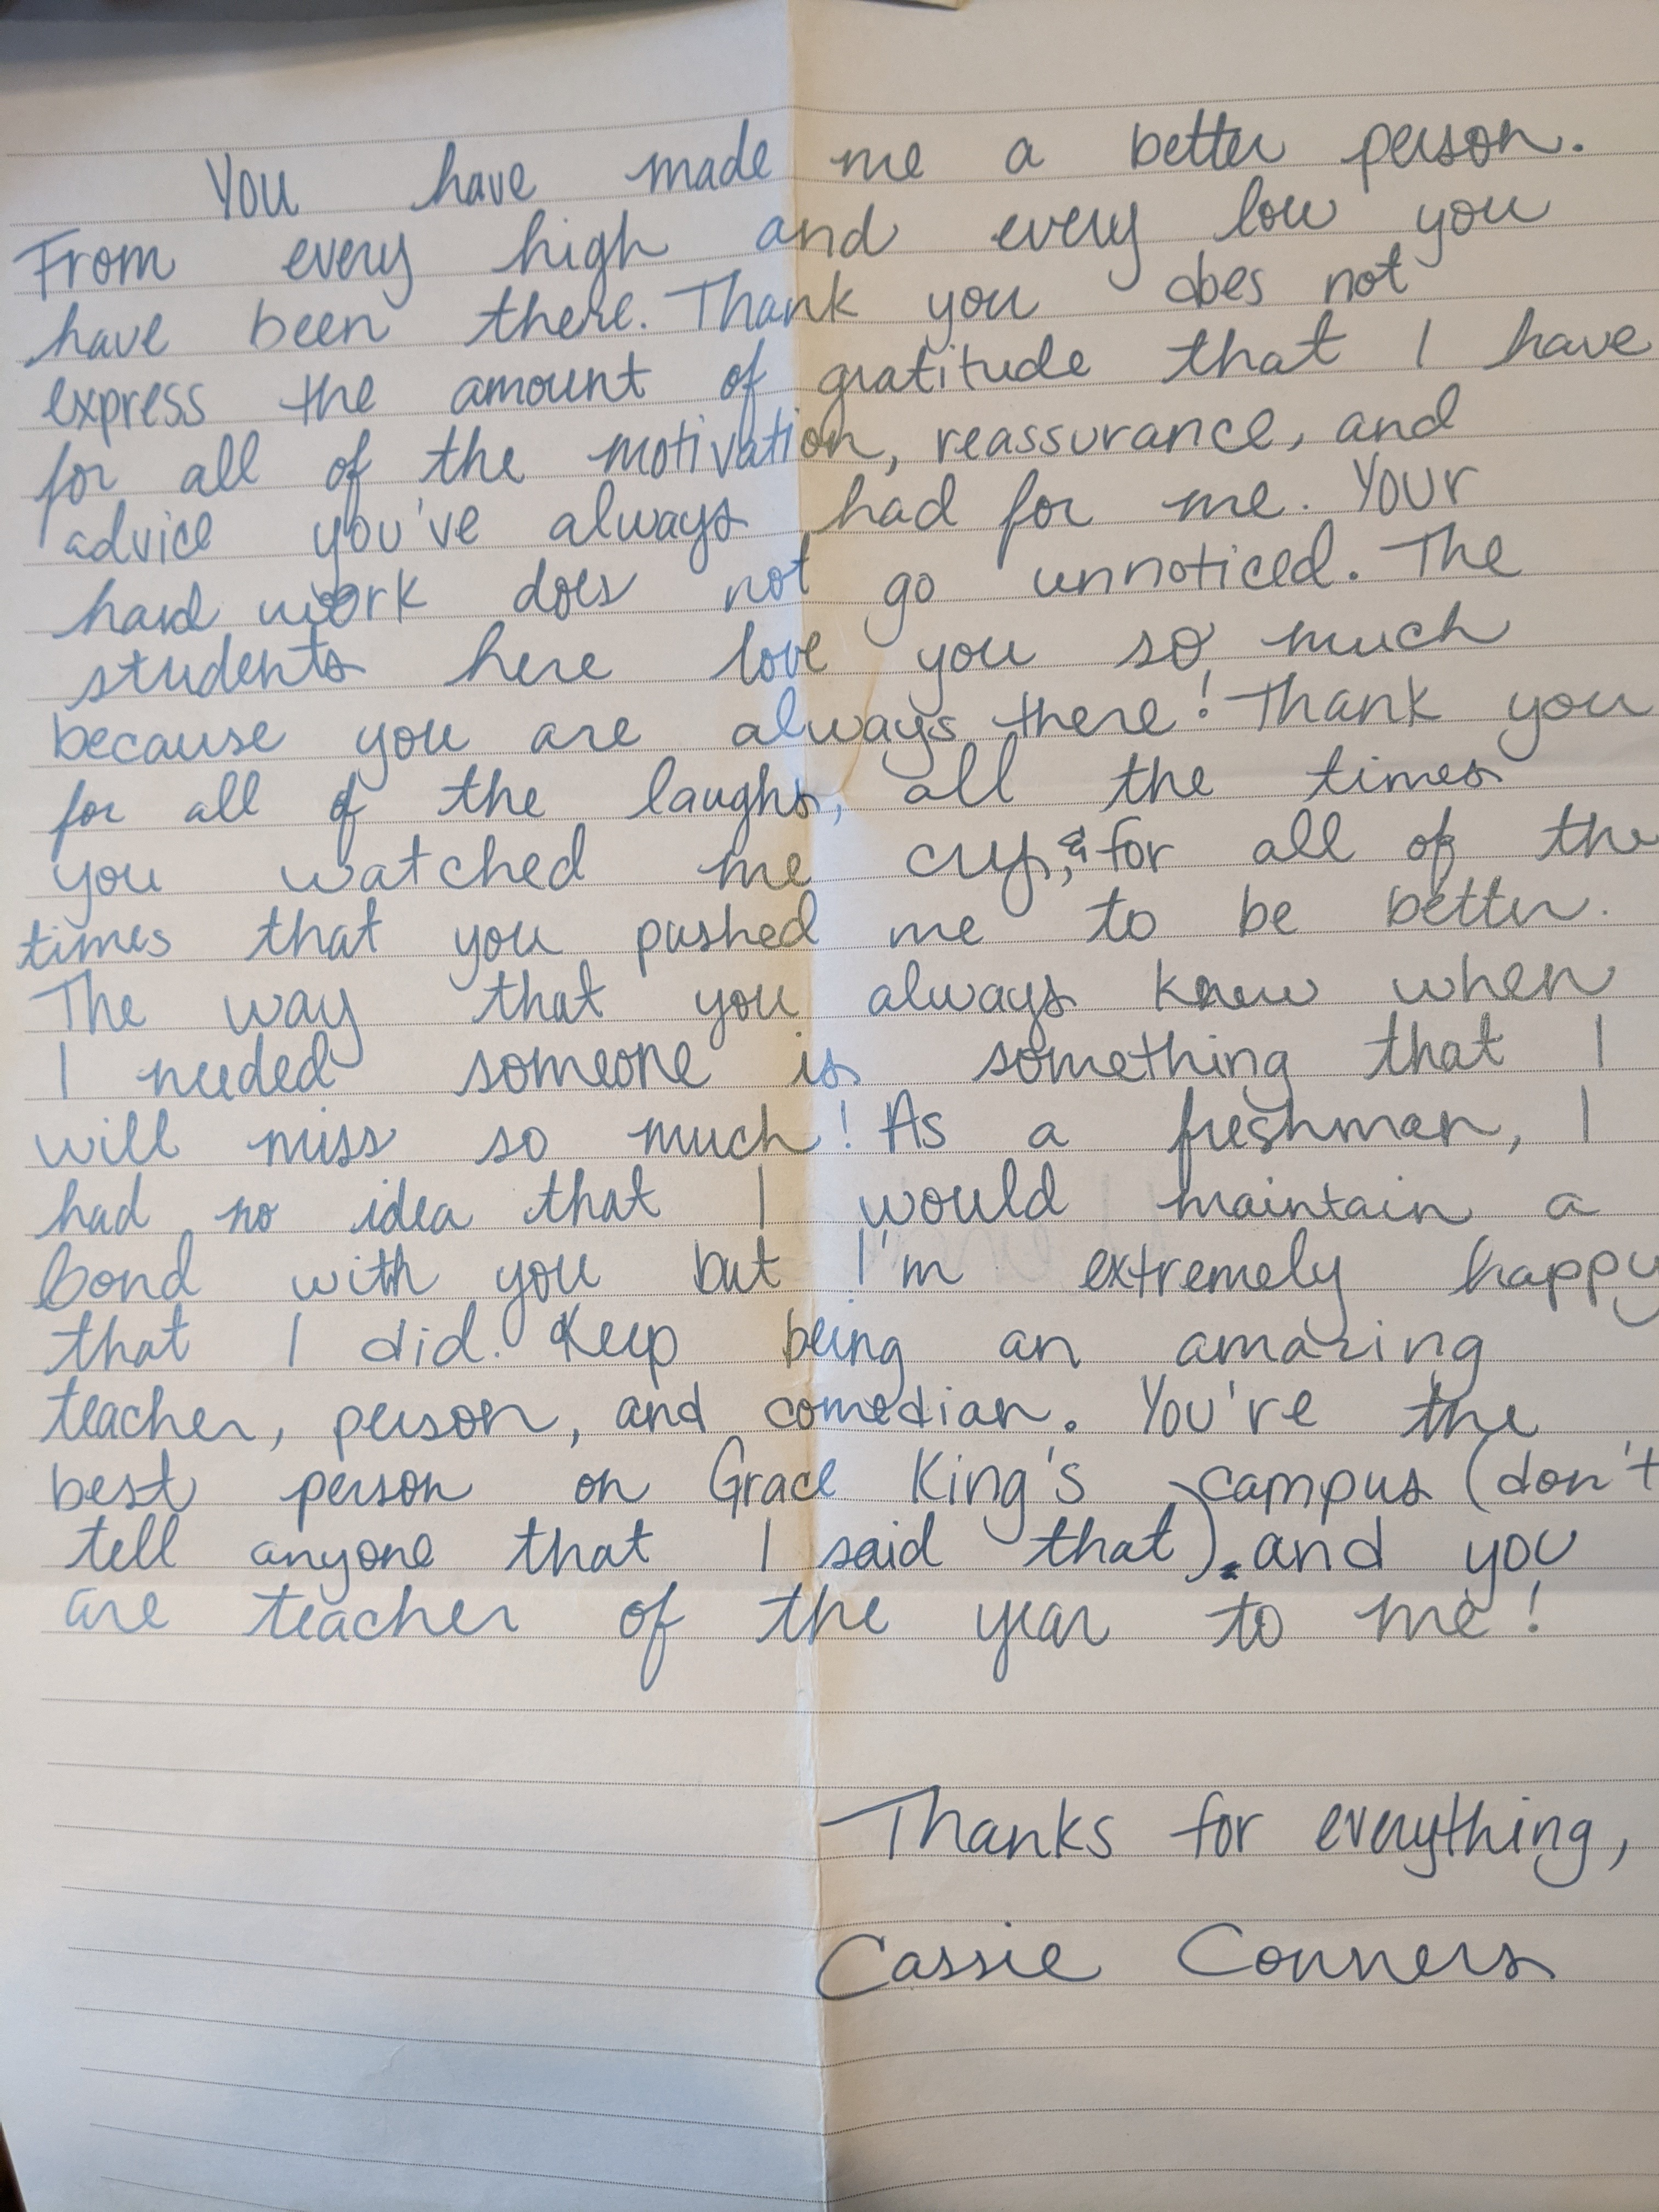 You have made me a better person.
From every high and every low you
have been there. Thank you does not
express the amount of gratitude that I have
for all of the motivation, reassurance, and
advice you've always had for me. Your
hard work does not go unnoticed. The
students here love you so much
because you are always there! Thank you
for all of the laughs, all the times
you watched me cry, & for all of the
times that you pushed me to be better.
The way that you always knew when
I needed someone is something that I
will miss so much! As a freshman, I
had no idea that I would maintain a
bond with you but I'm extremely happy
that I did. Keep being an amazing
teacher, person, and comedian. You're the
best person on Grace King's campus (don't
tell anyone that I said that). and you
are teacher of the year to me!
Thanks for everything,
Cassie Conners